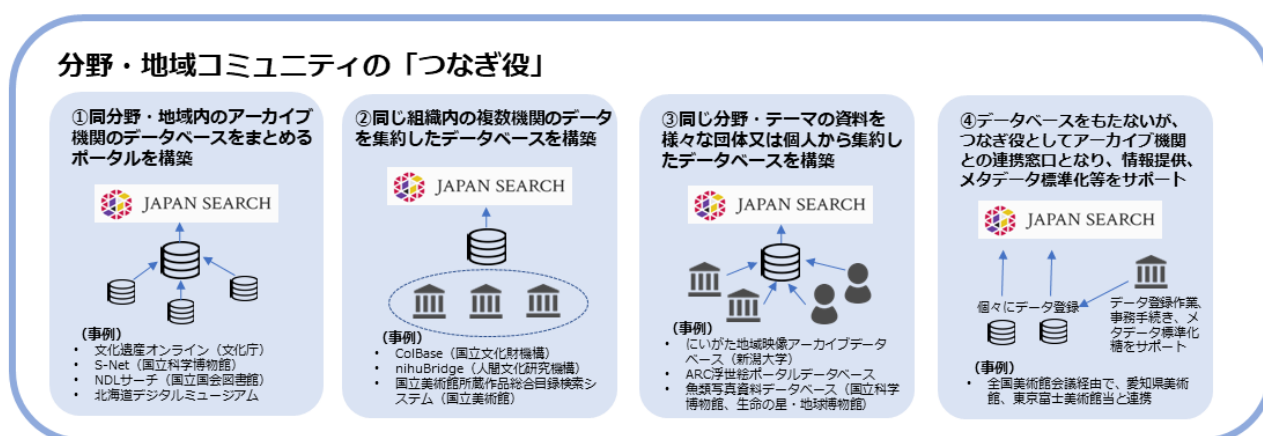 分野・地域コミュニティの「つなぎ役」
①同分野・地域内のアーカイブ
機関のデータベースをまとめる
ポータルを構築
JAPAN SEARCH
(事例)
• 文化遺産オンライン(文化庁)
• S-Net(国立科学博物館)
• NDLサーチ(国立国会図書館)
• 北海道デジタルミュージアム
②同じ組織内の複数機関のデータ
を集約したデータベースを構築
JAPAN SEARCH
(事例)
• ColBase(国立文化財機構)
• nihuBridge(人間文化研究機構)
• 国立美術館所蔵作品総合目録検索シ
ステム(国立美術館)
③同じ分野・テーマの資料を
様々な団体又は個人から集約し
たデータベースを構築
JAPAN SEARCH
(事例)
• にいがた地域映像アーカイブデータ
ベース(新潟大学)
• ARC浮世絵ポータルデータベース
• 魚類写真資料データベース(国立科学
博物館、生命の星・地球博物館)
④データベースをもたないが、
つなぎ役としてアーカイブ機関
との連携窓口となり、情報提供、
メタデータ標準化等をサポート
JAPAN SEARCH
個々にデータ登録
データ登録作業、
事務手続き、メ
タデータ標準化
植をサポート
(事例)
• 全国美術館会議経由で、愛知県美術
館、東京富士美術館当と連携